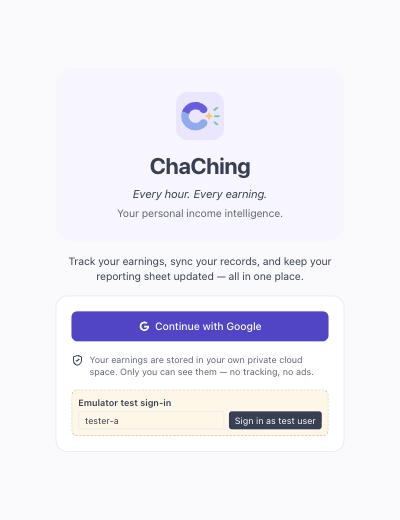 ChaChing
Every hour. Every earning.
Your personal income intelligence.
Track your earnings, sync your records, and keep your
reporting sheet updated — all in one place.
Continue with Google
Your earnings are stored in your own private cloud
space. Only you can see them — no tracking, no ads.
Emulator test sign-in
tester-a
Sign in as test user